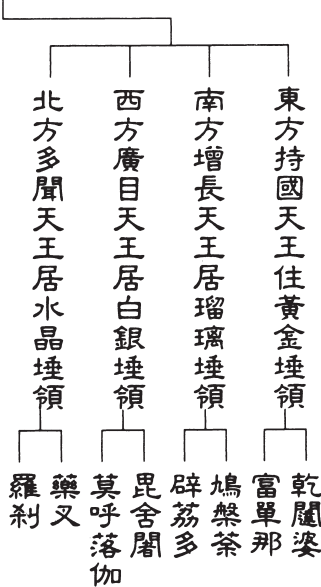 東方持國天王住黃金埵領
乾闥婆
富單那
南方增長天王居瑠璃埵領
鳩槃荼
辟荔多
西方廣目天王居白銀埵領
毘舍闍
莫呼落伽
北方多聞天王居水晶埵領
藥叉
羅剎